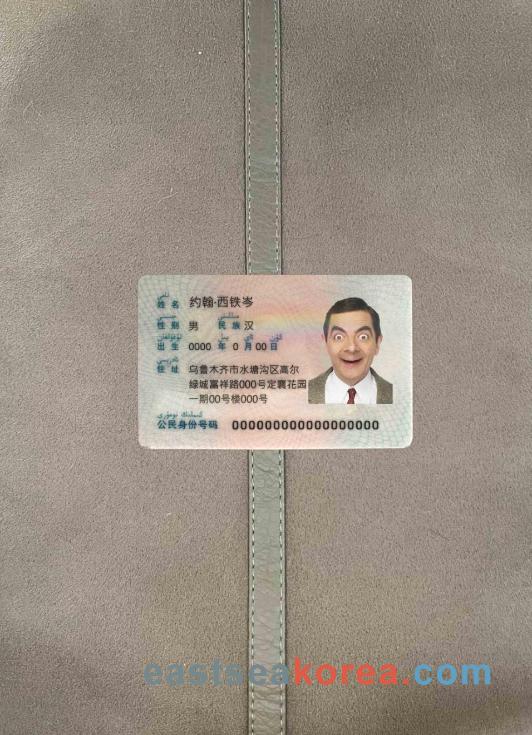 姓名 约翰·西铁岑
性别 男 民族 汉
出生 0000 年 0 月 00 日
住址 乌鲁木齐市水塘沟区高尔
绿城富祥路000号定襄花园
一期00号楼000号
公民身份号码 000000000000000000
eastseakorea.com